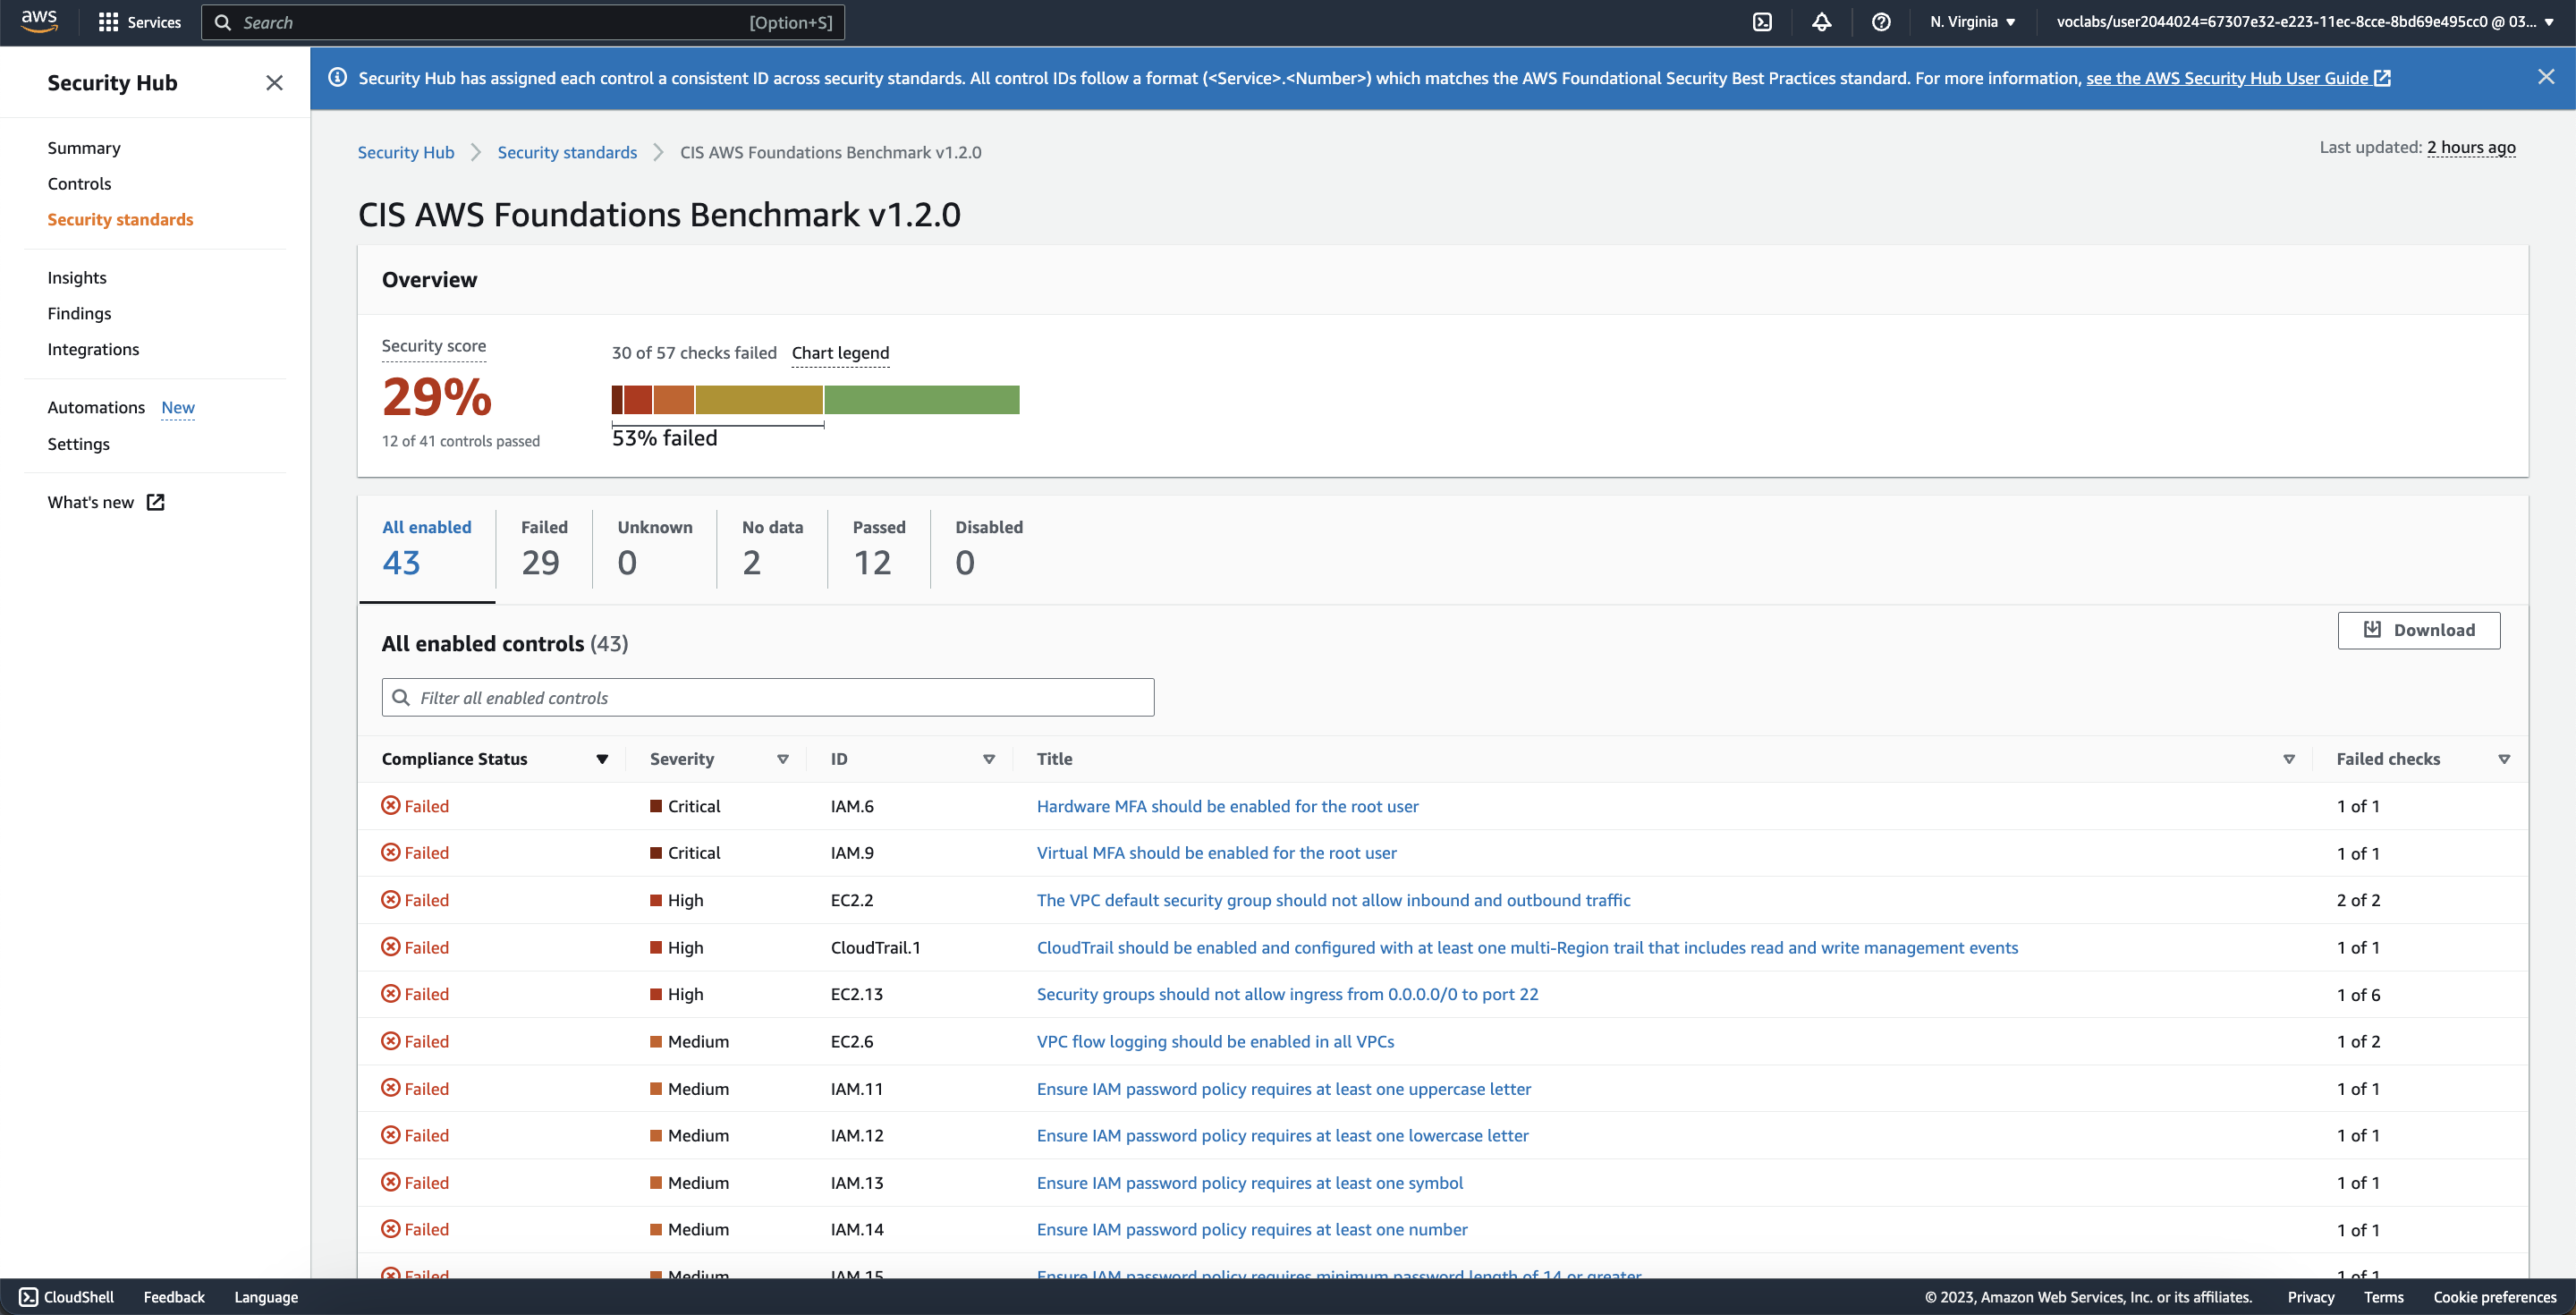 aws
Services
Search
[Option+S]
N. Virginia
voclabs/user2044024=67307e32-e223-11ec-8cce-8bd69e495cc0 @ 03...
Security Hub
Summary
Controls
Security standards
Insights
Findings
Integrations
Automations New
Settings
What's new
Security Hub has assigned each control a consistent ID across security standards. All control IDs follow a format (<Service>.<Number>) which matches the AWS Foundational Security Best Practices standard. For more information, see the AWS Security Hub User Guide
Security Hub Security standards CIS AWS Foundations Benchmark v1.2.0
Last updated: 2 hours ago
CIS AWS Foundations Benchmark v1.2.0
Overview
Security score
29%
12 of 41 controls passed
30 of 57 checks failed Chart legend
53% failed
All enabled
43
Failed
29
Unknown
0
No data
2
Passed
12
Disabled
0
All enabled controls (43)
Download
Filter all enabled controls
Compliance Status Severity ID Title Failed checks
Failed Critical IAM.6 Hardware MFA should be enabled for the root user 1 of 1
Failed Critical IAM.9 Virtual MFA should be enabled for the root user 1 of 1
Failed High EC2.2 The VPC default security group should not allow inbound and outbound traffic 2 of 2
Failed High CloudTrail.1 CloudTrail should be enabled and configured with at least one multi-Region trail that includes read and write management events 1 of 1
Failed High EC2.13 Security groups should not allow ingress from 0.0.0.0/0 to port 22 1 of 6
Failed Medium EC2.6 VPC flow logging should be enabled in all VPCs 1 of 2
Failed Medium IAM.11 Ensure IAM password policy requires at least one uppercase letter 1 of 1
Failed Medium IAM.12 Ensure IAM password policy requires at least one lowercase letter 1 of 1
Failed Medium IAM.13 Ensure IAM password policy requires at least one symbol 1 of 1
Failed Medium IAM.14 Ensure IAM password policy requires at least one number 1 of 1
Failed Medium IAM.15 Ensure IAM password policy requires minimum password length of 14 or greater 1 of 1
CloudShell Feedback Language
© 2023, Amazon Web Services, Inc. or its affiliates. Privacy Terms Cookie preferences